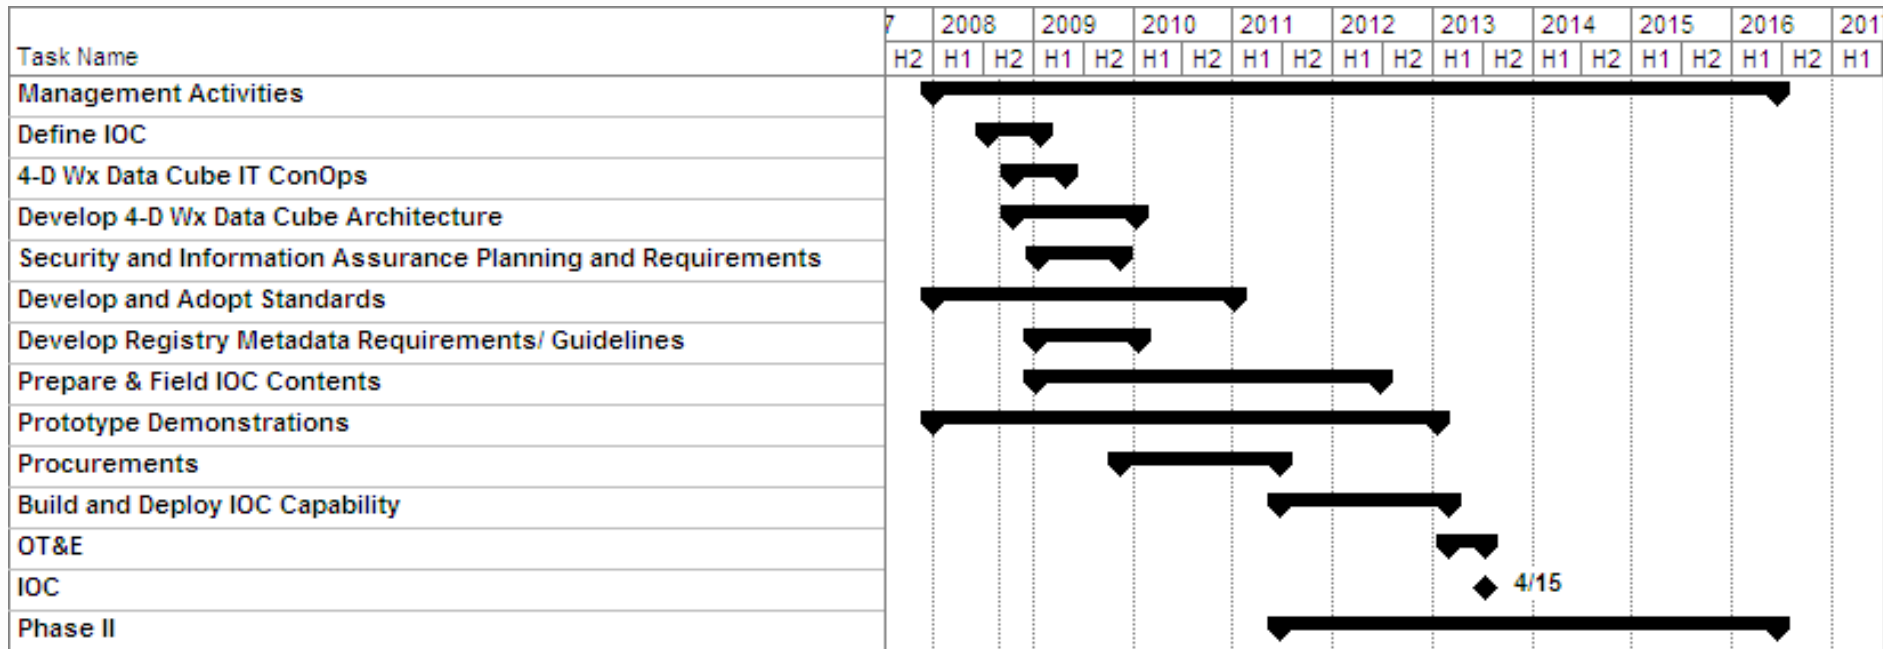 7 2008 2009 2010 2011 2012 2013 2014 2015 2016 201
Task Name H2 H1 H2 H1 H2 H1 H2 H1 H2 H1 H2 H1 H2 H1 H2 H1 H2 H1 H2 H1
Management Activities
Define IOC
4-D Wx Data Cube IT ConOps
Develop 4-D Wx Data Cube Architecture
Security and Information Assurance Planning and Requirements
Develop and Adopt Standards
Develop Registry Metadata Requirements/ Guidelines
Prepare & Field IOC Contents
Prototype Demonstrations
Procurements
Build and Deploy IOC Capability
OT&E
IOC 4/15
Phase II